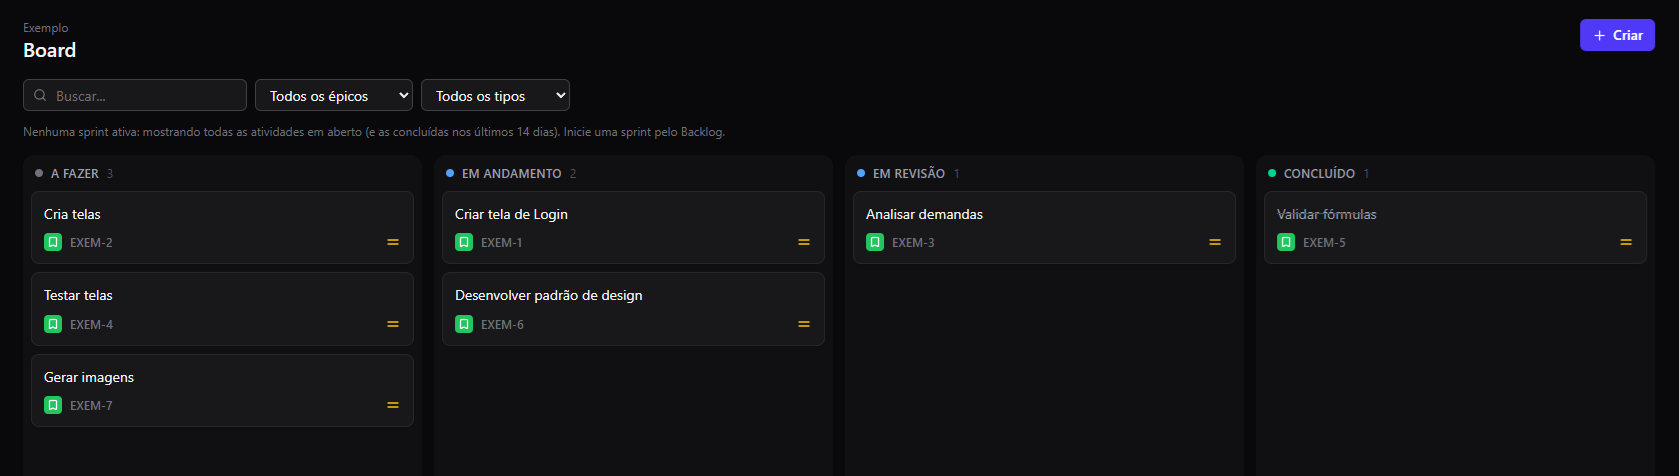 Exemplo
Board
Criar
Buscar...
Todos os épicos
Todos os tipos
Nenhuma sprint ativa: mostrando todas as atividades em aberto (e as concluídas nos últimos 14 dias). Inicie uma sprint pelo Backlog.
A FAZER 3
Cria telas
EXEM-2
Testar telas
EXEM-4
Gerar imagens
EXEM-7
EM ANDAMENTO 2
Criar tela de Login
EXEM-1
Desenvolver padrão de design
EXEM-6
EM REVISÃO 1
Analisar demandas
EXEM-3
CONCLUÍDO 1
Validar fórmulas
EXEM-5